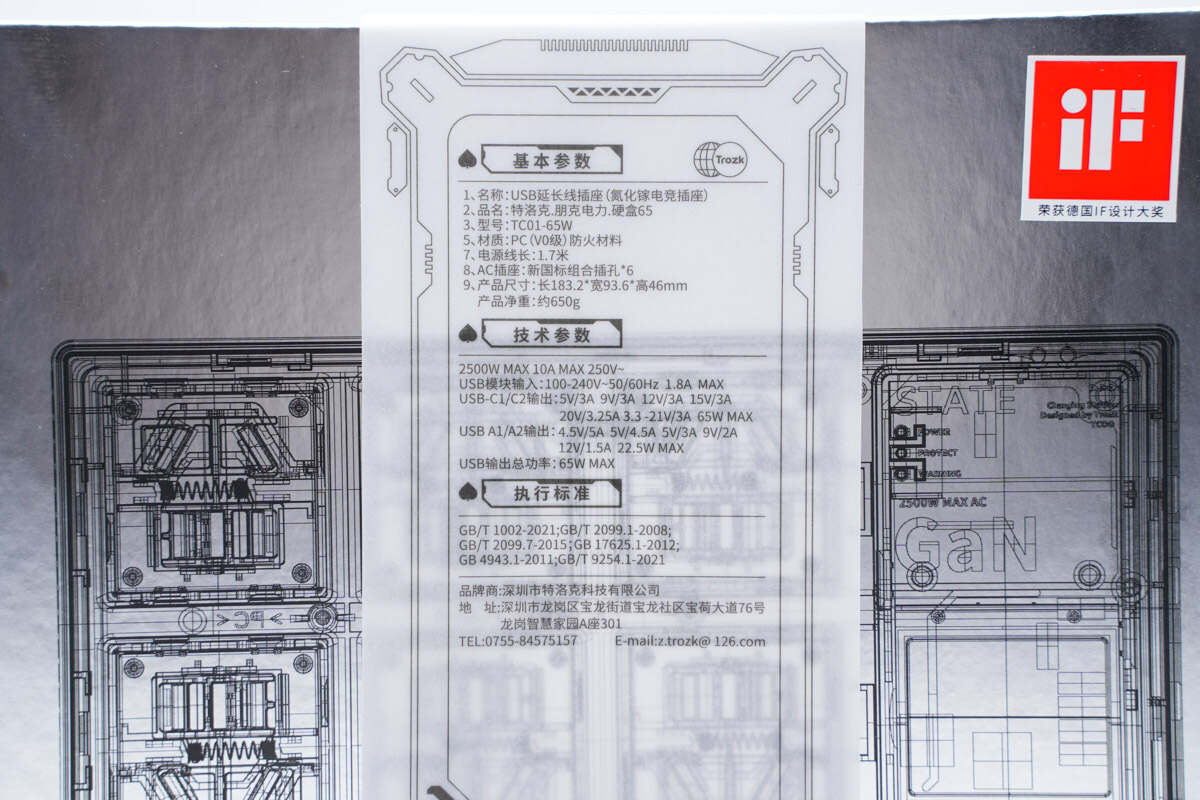 iF
荣获德国IF设计大奖
基本参数
Trozk
1、名称:USB延长线插座(氮化镓电竞插座)
2、品名:特洛克.朋克电力.硬盒65
3、型号:TC01-65W
5、材质:PC(V0级)防火材料
7、电源线长:1.7米
8、AC插座:新国标组合插孔*6
9、产品尺寸:长183.2*宽93.6*高46mm
产品净重:约650g
技术参数
2500W MAX 10A MAX 250V~
USB模块输入:100-240V~50/60Hz 1.8A MAX
USB-C1/C2输出:5V/3A 9V/3A 12V/3A 15V/3A
20V/3.25A 3.3 -21V/3A 65W MAX
USB A1/A2输出:4.5V/5A 5V/4.5A 5V/3A 9V/2A
12V/1.5A 22.5W MAX
USB输出总功率:65W MAX
执行标准
GB/T 1002-2021;GB/T 2099.1-2008;
GB/T 2099.7-2015;GB 17625.1-2012;
GB 4943.1-2011;GB/T 9254.1-2021
品牌商:深圳市特洛克科技有限公司
地 址:深圳市龙岗区宝龙街道宝龙社区宝荷大道76号
龙岗智慧家园A座301
TEL:0755-84575157 E-mail:z.trozk@ 126.com
STATE
POWER
PROTECT
WARNING
2500W MAX AC
GaN
>PC<